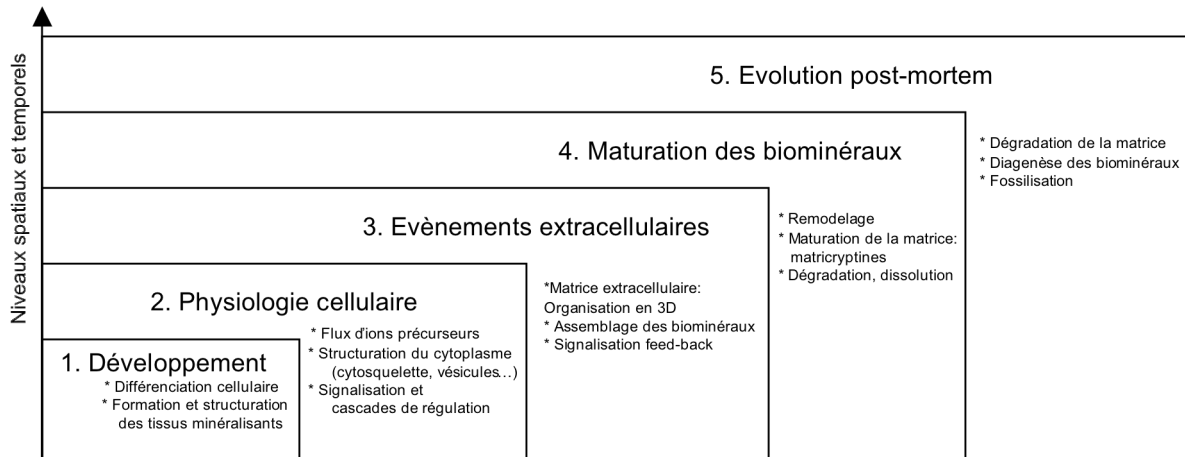 Niveaux spatiaux et temporels
5. Evolution post-mortem
* Dégradation de la matrice
* Diagenèse des biominéraux
* Fossilisation
4. Maturation des biominéraux
* Remodelage
* Maturation de la matrice:
matricryptines
* Dégradation, dissolution
3. Evènements extracellulaires
*Matrice extracellulaire:
Organisation en 3D
* Assemblage des biominéraux
* Signalisation feed-back
2. Physiologie cellulaire
* Flux d'ions précurseurs
* Structuration du cytoplasme
(cytosquelette, vésicules…)
* Signalisation et
cascades de régulation
1. Développement
* Différenciation cellulaire
* Formation et structuration
des tissus minéralisants